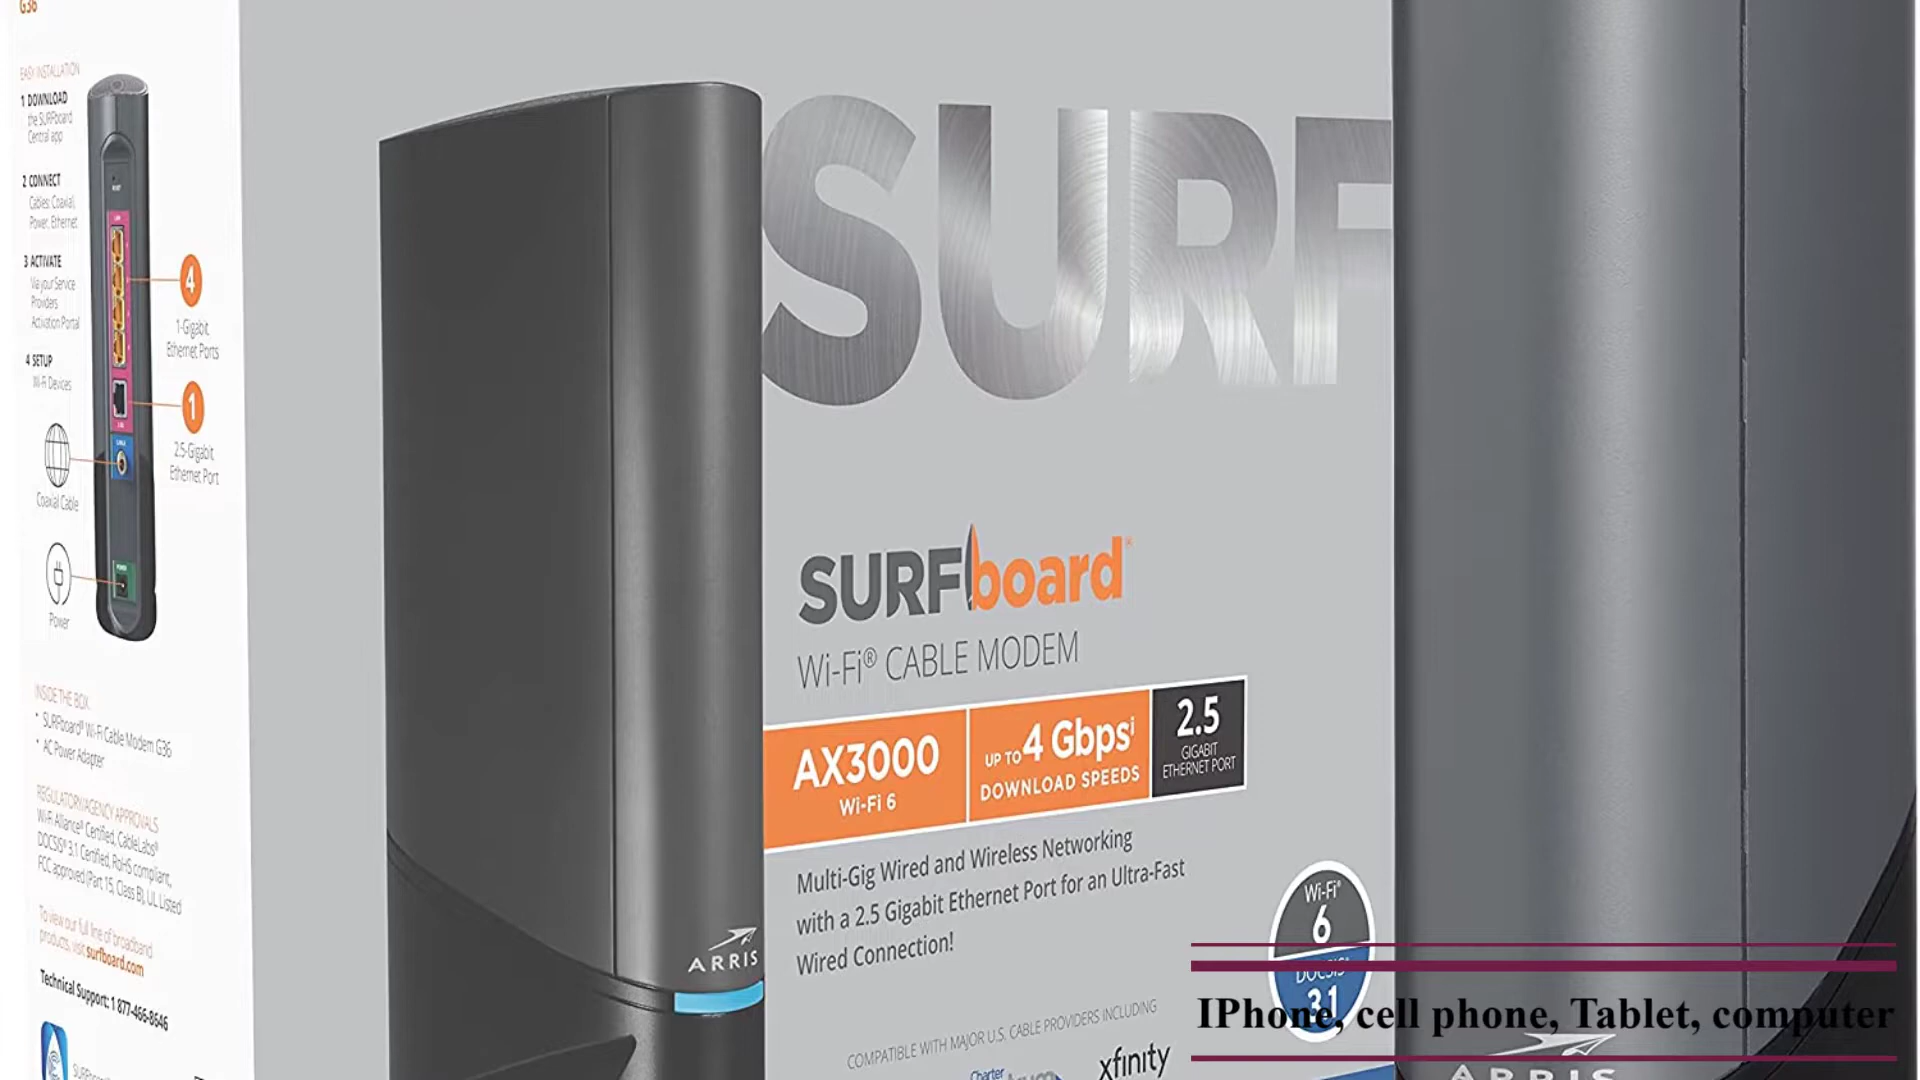 G36
EASY INSTALLATION
1 DOWNLOAD
the SURFboard
Central app
2 CONNECT
Cables: Coaxial,
Power, Ethernet
3 ACTIVATE
Via your Service
Providers
Activation Portal
4 SETUP
Wi-Fi Devices
4
1-Gigabit
Ethernet Ports
1
2.5-Gigabit
Ethernet Port
Coaxial Cable
Power
INSIDE THE BOX
• SURFboard® Wi-Fi Cable Modem G36
• AC Power Adapter
REGULATORY/AGENCY APPROVALS
Wi-Fi Alliance® Certified, CableLabs®
DOCSIS® 3.1 Certified, RoHS compliant,
FCC approved (Part 15, Class B), UL Listed
To view our full line of broadband
products, visit surfboard.com
Technical Support: 1 877-466-8646
SURF
SURFboard®
Wi-Fi® CABLE MODEM
AX3000
Wi-Fi 6
UP TO 4 Gbpsⁱ
DOWNLOAD SPEEDS
2.5
GIGABIT
ETHERNET PORT
Multi-Gig Wired and Wireless Networking
with a 2.5 Gigabit Ethernet Port for an Ultra-Fast
Wired Connection!
ARRIS
COMPATIBLE WITH MAJOR U.S. CABLE PROVIDERS INCLUDING
Charter
xfinity
Wi-Fi®
6
DOCSIS®
3.1
IPhone, cell phone, Tablet, computer
ARRIS